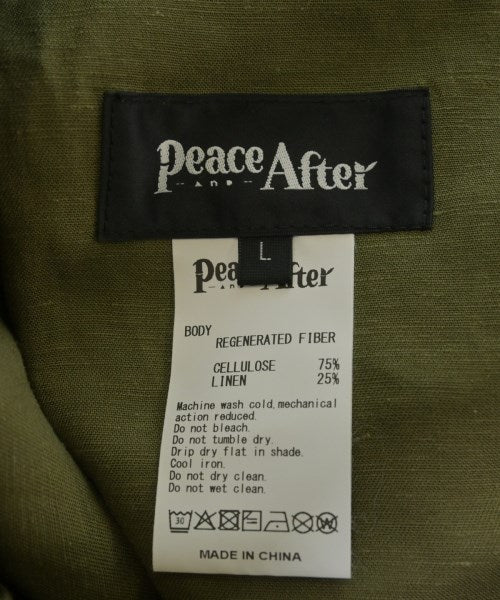 Peace After
AND
L
Peace After
BODY
REGENERATED FIBER
CELLULOSE 75%
LINEN 25%
Machine wash cold,mechanical
action reduced.
Do not bleach.
Do not tumble dry.
Drip dry flat in shade.
Cool iron.
Do not dry clean.
Do not wet clean.
30
MADE IN CHINA